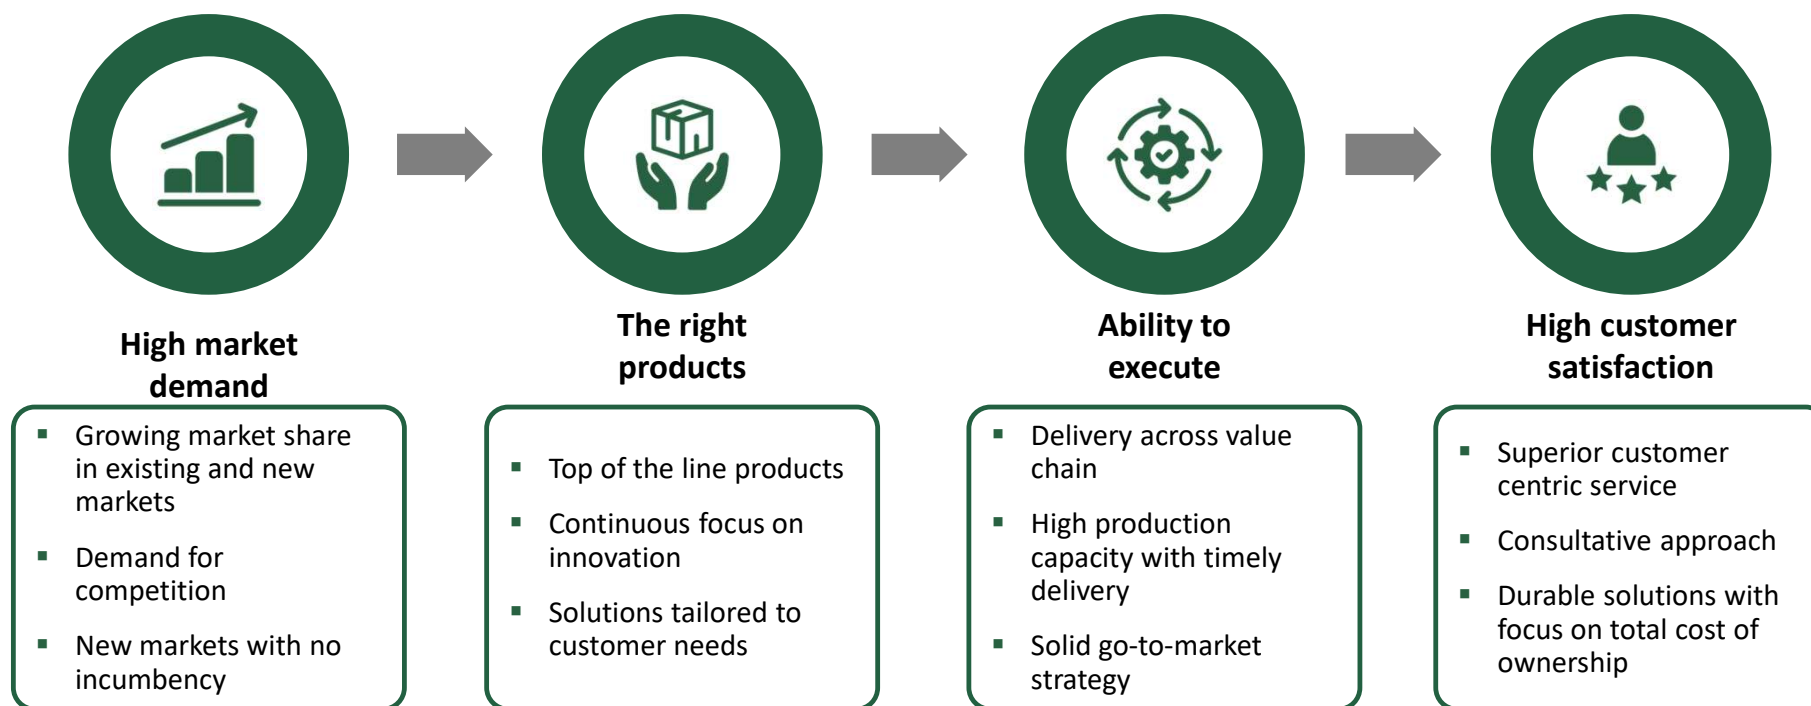 High market
demand
▪ Growing market share
in existing and new
markets
▪ Demand for
competition
▪ New markets with no
incumbency
The right
products
▪ Top of the line products
▪ Continuous focus on
innovation
▪ Solutions tailored to
customer needs
Ability to
execute
▪ Delivery across value
chain
▪ High production
capacity with timely
delivery
▪ Solid go-to-market
strategy
High customer
satisfaction
▪ Superior customer
centric service
▪ Consultative approach
▪ Durable solutions with
focus on total cost of
ownership